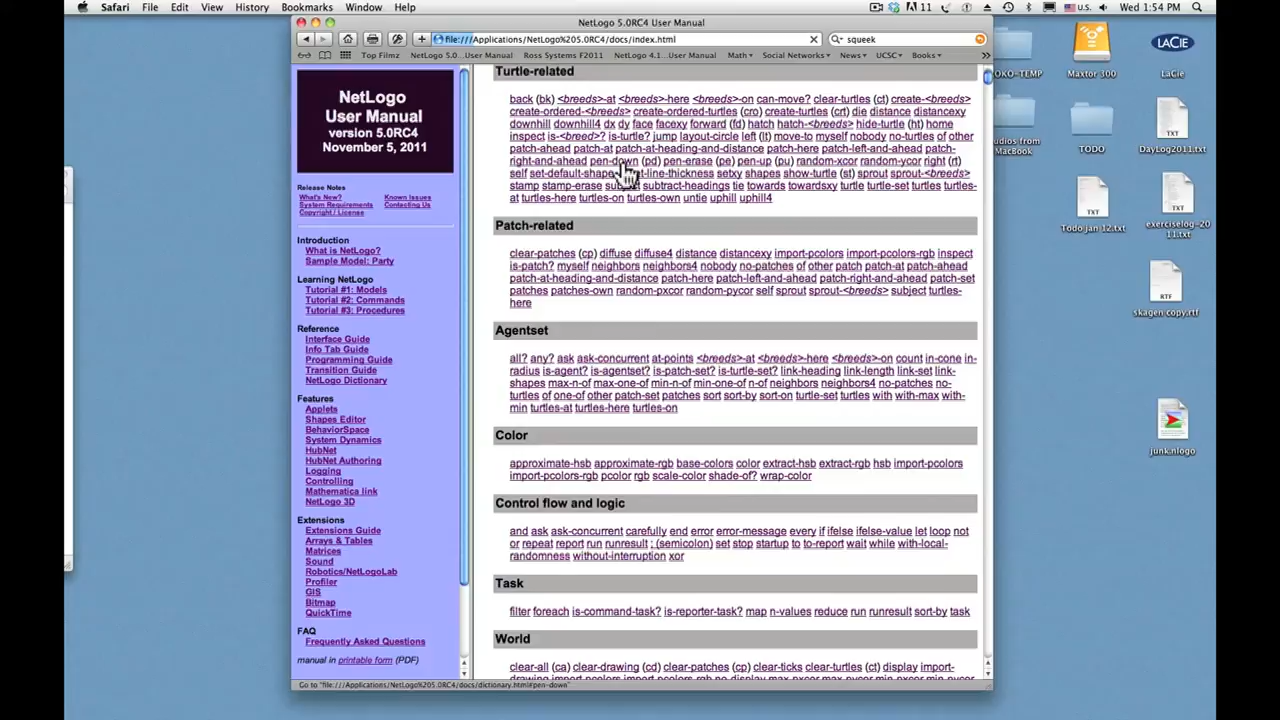 Safari File Edit View History Bookmarks Window Help 11 U.S. Wed 1:54 PM
NetLogo 5.0RC4 User Manual
file:///Applications/NetLogo%205.0RC4/docs/index.html squeek
Top Filmz NetLogo 5.0 ...User Manual Ross Systems F2011 NetLogo 4.1...User Manual Math Social Networks News UCSC Books
NetLogo
User Manual
version 5.0RC4
November 5, 2011
Release Notes
What's New? Known Issues
System Requirements Contacting Us
Copyright / License
Introduction
What is NetLogo?
Sample Model: Party
Learning NetLogo
Tutorial #1: Models
Tutorial #2: Commands
Tutorial #3: Procedures
Reference
Interface Guide
Info Tab Guide
Programming Guide
Transition Guide
NetLogo Dictionary
Features
Applets
Shapes Editor
BehaviorSpace
System Dynamics
HubNet
HubNet Authoring
Logging
Controlling
Mathematica link
NetLogo 3D
Extensions
Extensions Guide
Arrays & Tables
Matrices
Sound
Robotics/NetLogoLab
Profiler
GIS
Bitmap
QuickTime
FAQ
Frequently Asked Questions
manual in printable form (PDF)
Turtle-related
back (bk) <breeds>-at <breeds>-here <breeds>-on can-move? clear-turtles (ct) create-<breeds>
create-ordered-<breeds> create-ordered-turtles (cro) create-turtles (crt) die distance distancexy
downhill downhill4 dx dy face facexy forward (fd) hatch hatch-<breeds> hide-turtle (ht) home
inspect is-<breed>? is-turtle? jump layout-circle left (lt) move-to myself nobody no-turtles of other
patch-ahead patch-at patch-at-heading-and-distance patch-here patch-left-and-ahead patch-
right-and-ahead pen-down (pd) pen-erase (pe) pen-up (pu) random-xcor random-ycor right (rt)
self set-default-shape -line-thickness setxy shapes show-turtle (st) sprout sprout-<breeds>
stamp stamp-erase subtract-headings tie towards towardsxy turtle turtle-set turtles turtles-
at turtles-here turtles-on turtles-own untie uphill uphill4
Patch-related
clear-patches (cp) diffuse diffuse4 distance distancexy import-pcolors import-pcolors-rgb inspect
is-patch? myself neighbors neighbors4 nobody no-patches of other patch patch-at patch-ahead
patch-at-heading-and-distance patch-here patch-left-and-ahead patch-right-and-ahead patch-set
patches patches-own random-pxcor random-pycor self sprout sprout-<breeds> subject turtles-
here
Agentset
all? any? ask ask-concurrent at-points <breeds>-at <breeds>-here <breeds>-on count in-cone in-
radius is-agent? is-agentset? is-patch-set? is-turtle-set? link-heading link-length link-set link-
shapes max-n-of max-one-of min-n-of min-one-of n-of neighbors neighbors4 no-patches no-
turtles of one-of other patch-set patches sort sort-by sort-on turtle-set turtles with with-max with-
min turtles-at turtles-here turtles-on
Color
approximate-hsb approximate-rgb base-colors color extract-hsb extract-rgb hsb import-pcolors
import-pcolors-rgb pcolor rgb scale-color shade-of? wrap-color
Control flow and logic
and ask ask-concurrent carefully end error error-message every if ifelse ifelse-value let loop not
or repeat report run runresult ; (semicolon) set stop startup to to-report wait while with-local-
randomness without-interruption xor
Task
filter foreach is-command-task? is-reporter-task? map n-values reduce run runresult sort-by task
World
clear-all (ca) clear-drawing (cd) clear-patches (cp) clear-ticks clear-turtles (ct) display import-
Go to "file:///Applications/NetLogo%205.0RC4/docs/dictionary.html#pen-down"
OKO-TEMP
Maxtor 300
LaCie
LACIE
udios from
MacBook
TODO
DayLog2011.txt
TXT
Todo jan 12.txt
exerciselog-20
11.txt
RTF
skagen copy.rtf
junk.nlogo